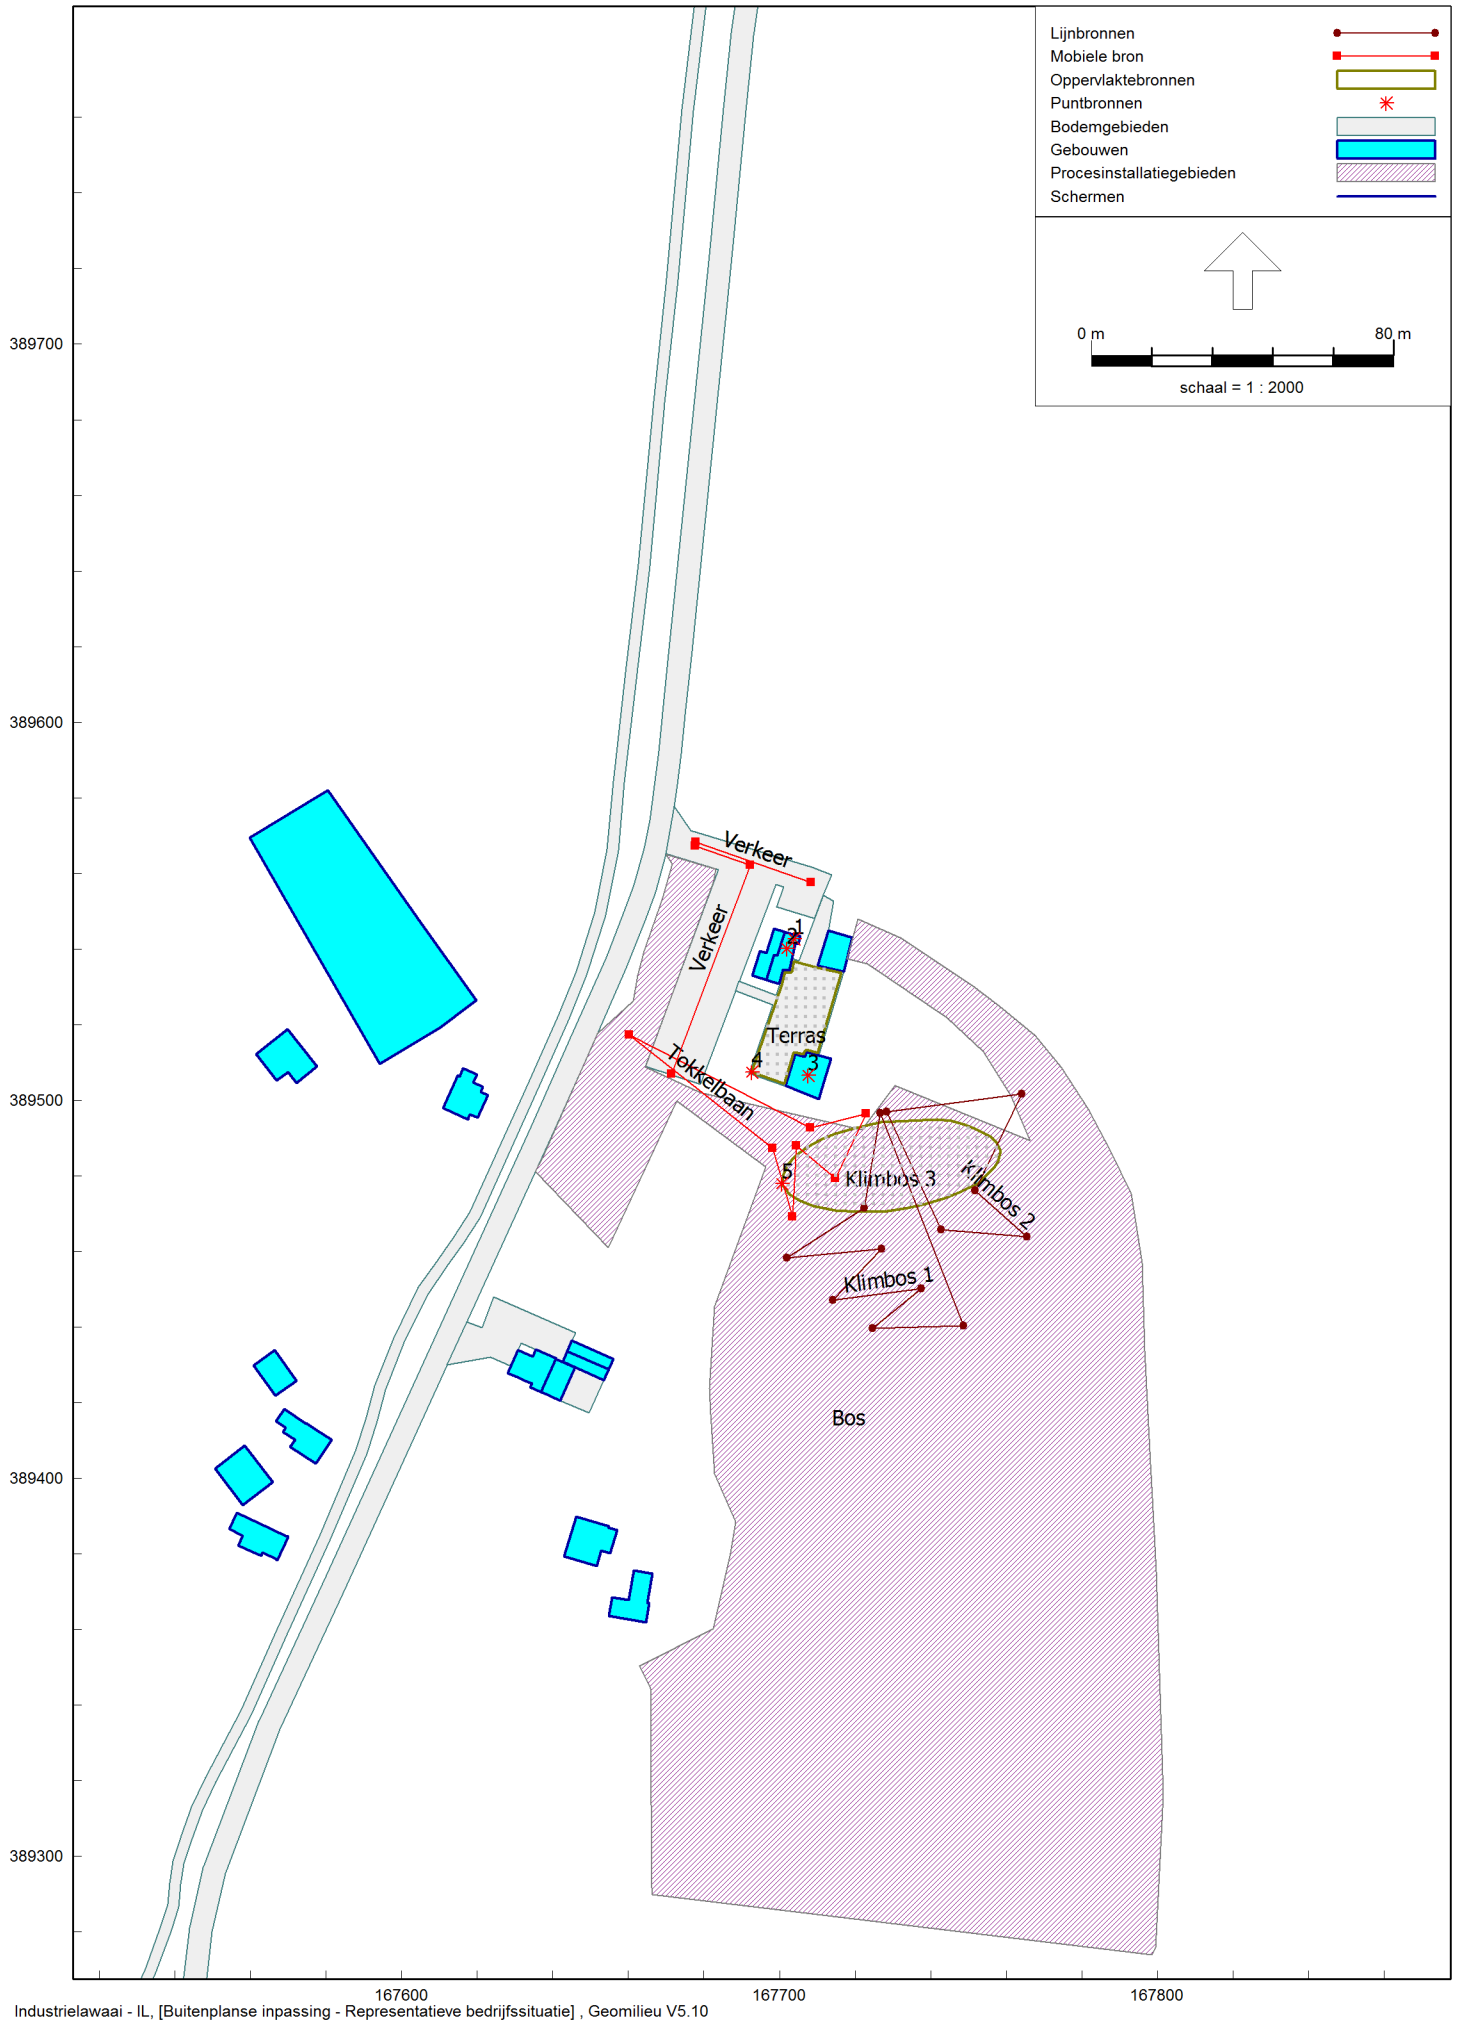 Lijnbronnen
Mobiele bron
Oppervlaktebronnen
Puntbronnen
Bodemgebieden
Gebouwen
Procesinstallatiegebieden
Schermen
0 m 80 m
schaal = 1 : 2000
389700
389600
389500
389400
389300
Verkeer
Verkeer
1
2
Terras
3
4
Tokkelbaan
5
Klimbos 3
Klimbos 2
Klimbos 1
Bos
167600 167700 167800
Industrielawaai - IL, [Buitenplanse inpassing - Representatieve bedrijfssituatie] , Geomilieu V5.10